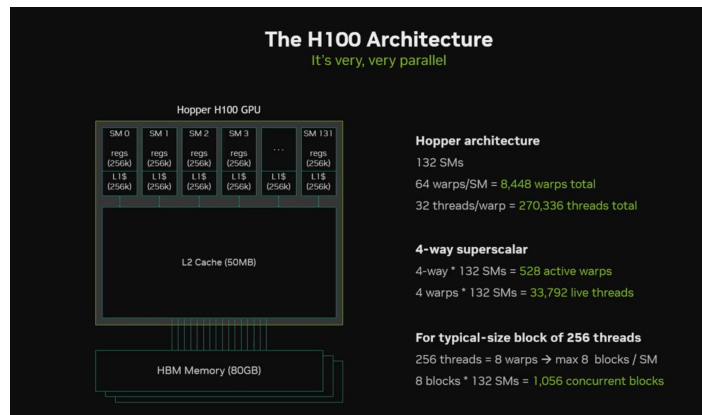 The H100 Architecture
It's very, very parallel
Hopper H100 GPU
SM 0
regs
(256k)
L1$
(256k)
SM 1
regs
(256k)
L1$
(256k)
SM 2
regs
(256k)
L1$
(256k)
SM 3
regs
(256k)
L1$
(256k)
...
L1$
(256k)
SM 131
regs
(256k)
L1$
(256k)
L2 Cache (50MB)
HBM Memory (80GB)
Hopper architecture
132 SMs
64 warps/SM = 8,448 warps total
32 threads/warp = 270,336 threads total
4-way superscalar
4-way * 132 SMs = 528 active warps
4 warps * 132 SMs = 33,792 live threads
For typical-size block of 256 threads
256 threads = 8 warps → max 8 blocks / SM
8 blocks * 132 SMs = 1,056 concurrent blocks